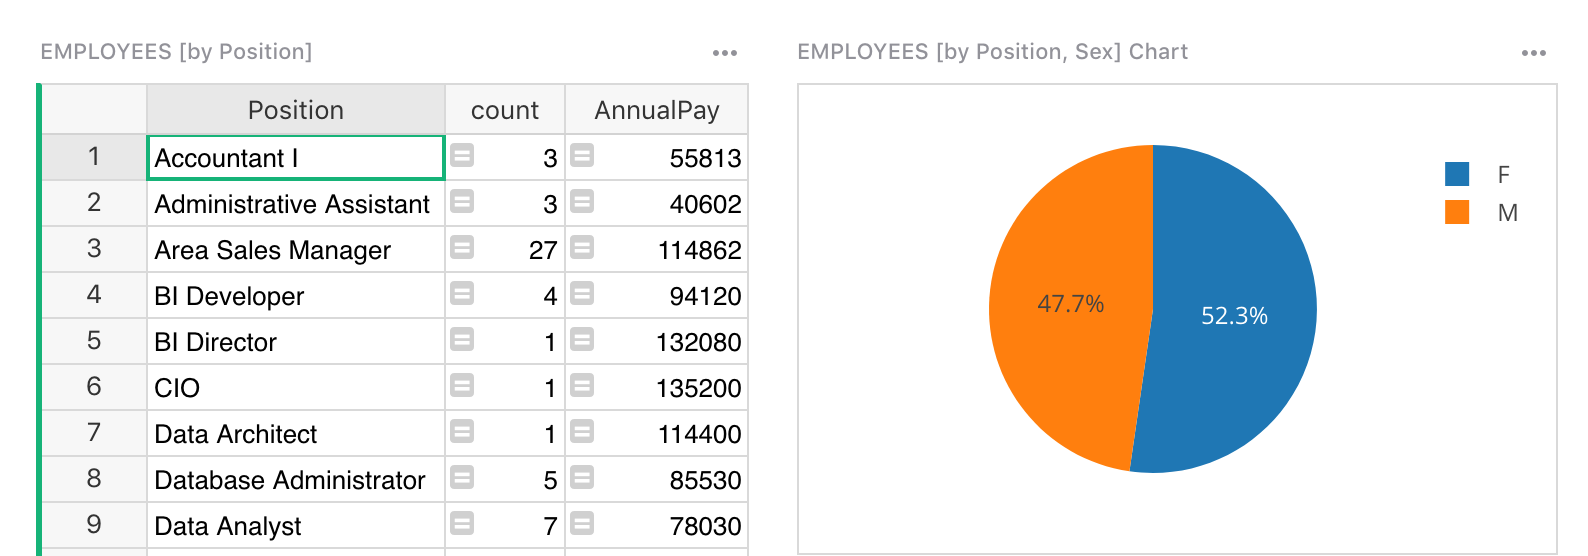 EMPLOYEES [by Position]
Position count AnnualPay
1 Accountant I 3 55813
2 Administrative Assistant 3 40602
3 Area Sales Manager 27 114862
4 BI Developer 4 94120
5 BI Director 1 132080
6 CIO 1 135200
7 Data Architect 1 114400
8 Database Administrator 5 85530
9 Data Analyst 7 78030
EMPLOYEES [by Position, Sex] Chart
F
M
47.7%
52.3%